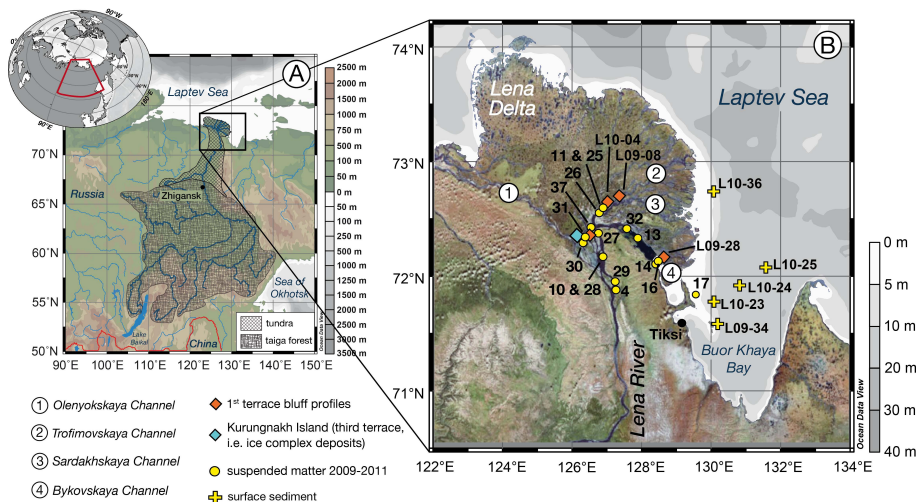 90°W
0°
90°E
180°E
A
Laptev Sea
70°N
65°N
60°N
55°N
50°N
Russia
Zhigansk
Sea of
Okhotsk
Lake
Baikal
China
tundra
taiga forest
90°E
100°E
110°E
120°E
130°E
140°E
150°E
2500 m
2000 m
1500 m
1000 m
750 m
500 m
100 m
50 m
0 m
50 m
100 m
250 m
500 m
1000 m
1250 m
1500 m
2000 m
2500 m
3000 m
3500 m
Ocean Data View
B
74°N
73°N
72°N
71°N
Lena
Delta
Laptev Sea
L10-04
L09-08
11 & 25
26
37
31
1
2
3
32
13
27
L10-36
L09-28
30
14
4
16
10 & 28
29
4
17
L10-25
L10-24
L10-23
L09-34
Tiksi
Buor Khaya
Bay
Lena River
Ocean Data View
122°E
124°E
126°E
128°E
130°E
132°E
134°E
0 m
5 m
10 m
20 m
30 m
40 m
1 Olenyokskaya Channel
2 Trofimovskaya Channel
3 Sardakhskaya Channel
4 Bykovskaya Channel
1st terrace bluff profiles
Kurungnakh Island (third terrace,
i.e. ice complex deposits)
suspended matter 2009-2011
surface sediment